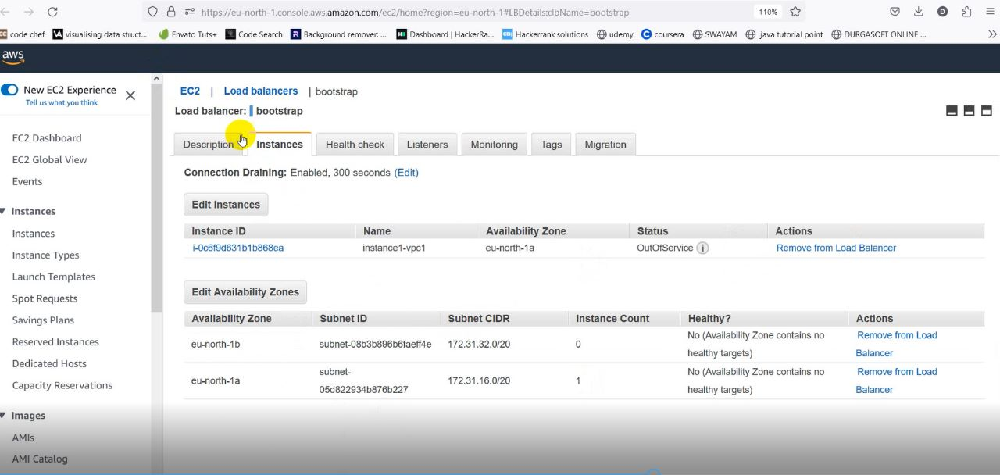 https://eu-north-1.console.aws.amazon.com/ec2/home?region=eu-north-1#LBDetails:clbName=bootstrap
110%
D
CC code chef
VA visualising data struct...
Envato Tuts+
Code Search
R Background remover: ...
Dashboard | HackerRa...
CB; Hackerrank solutions
udemy
C coursera
SWAYAM
java tutorial point
DURGASOFT ONLINE ...
aws
New EC2 Experience
Tell us what you think
EC2 Dashboard
EC2 Global View
Events
Instances
Instances
Instance Types
Launch Templates
Spot Requests
Savings Plans
Reserved Instances
Dedicated Hosts
Capacity Reservations
Images
AMIs
AMI Catalog
EC2 | Load balancers | bootstrap
Load balancer: bootstrap
Description Instances Health check Listeners Monitoring Tags Migration
Connection Draining: Enabled, 300 seconds (Edit)
Edit Instances
Instance ID Name Availability Zone Status Actions
i-0c6f9d631b1b868ea instance1-vpc1 eu-north-1a OutOfService i Remove from Load Balancer
Edit Availability Zones
Availability Zone Subnet ID Subnet CIDR Instance Count Healthy? Actions
eu-north-1b subnet-08b3b896b6faeff4e 172.31.32.0/20 0 No (Availability Zone contains no Remove from Load
healthy targets) Balancer
eu-north-1a subnet- 172.31.16.0/20 1 No (Availability Zone contains no Remove from Load
05d822934b876b227 healthy targets) Balancer